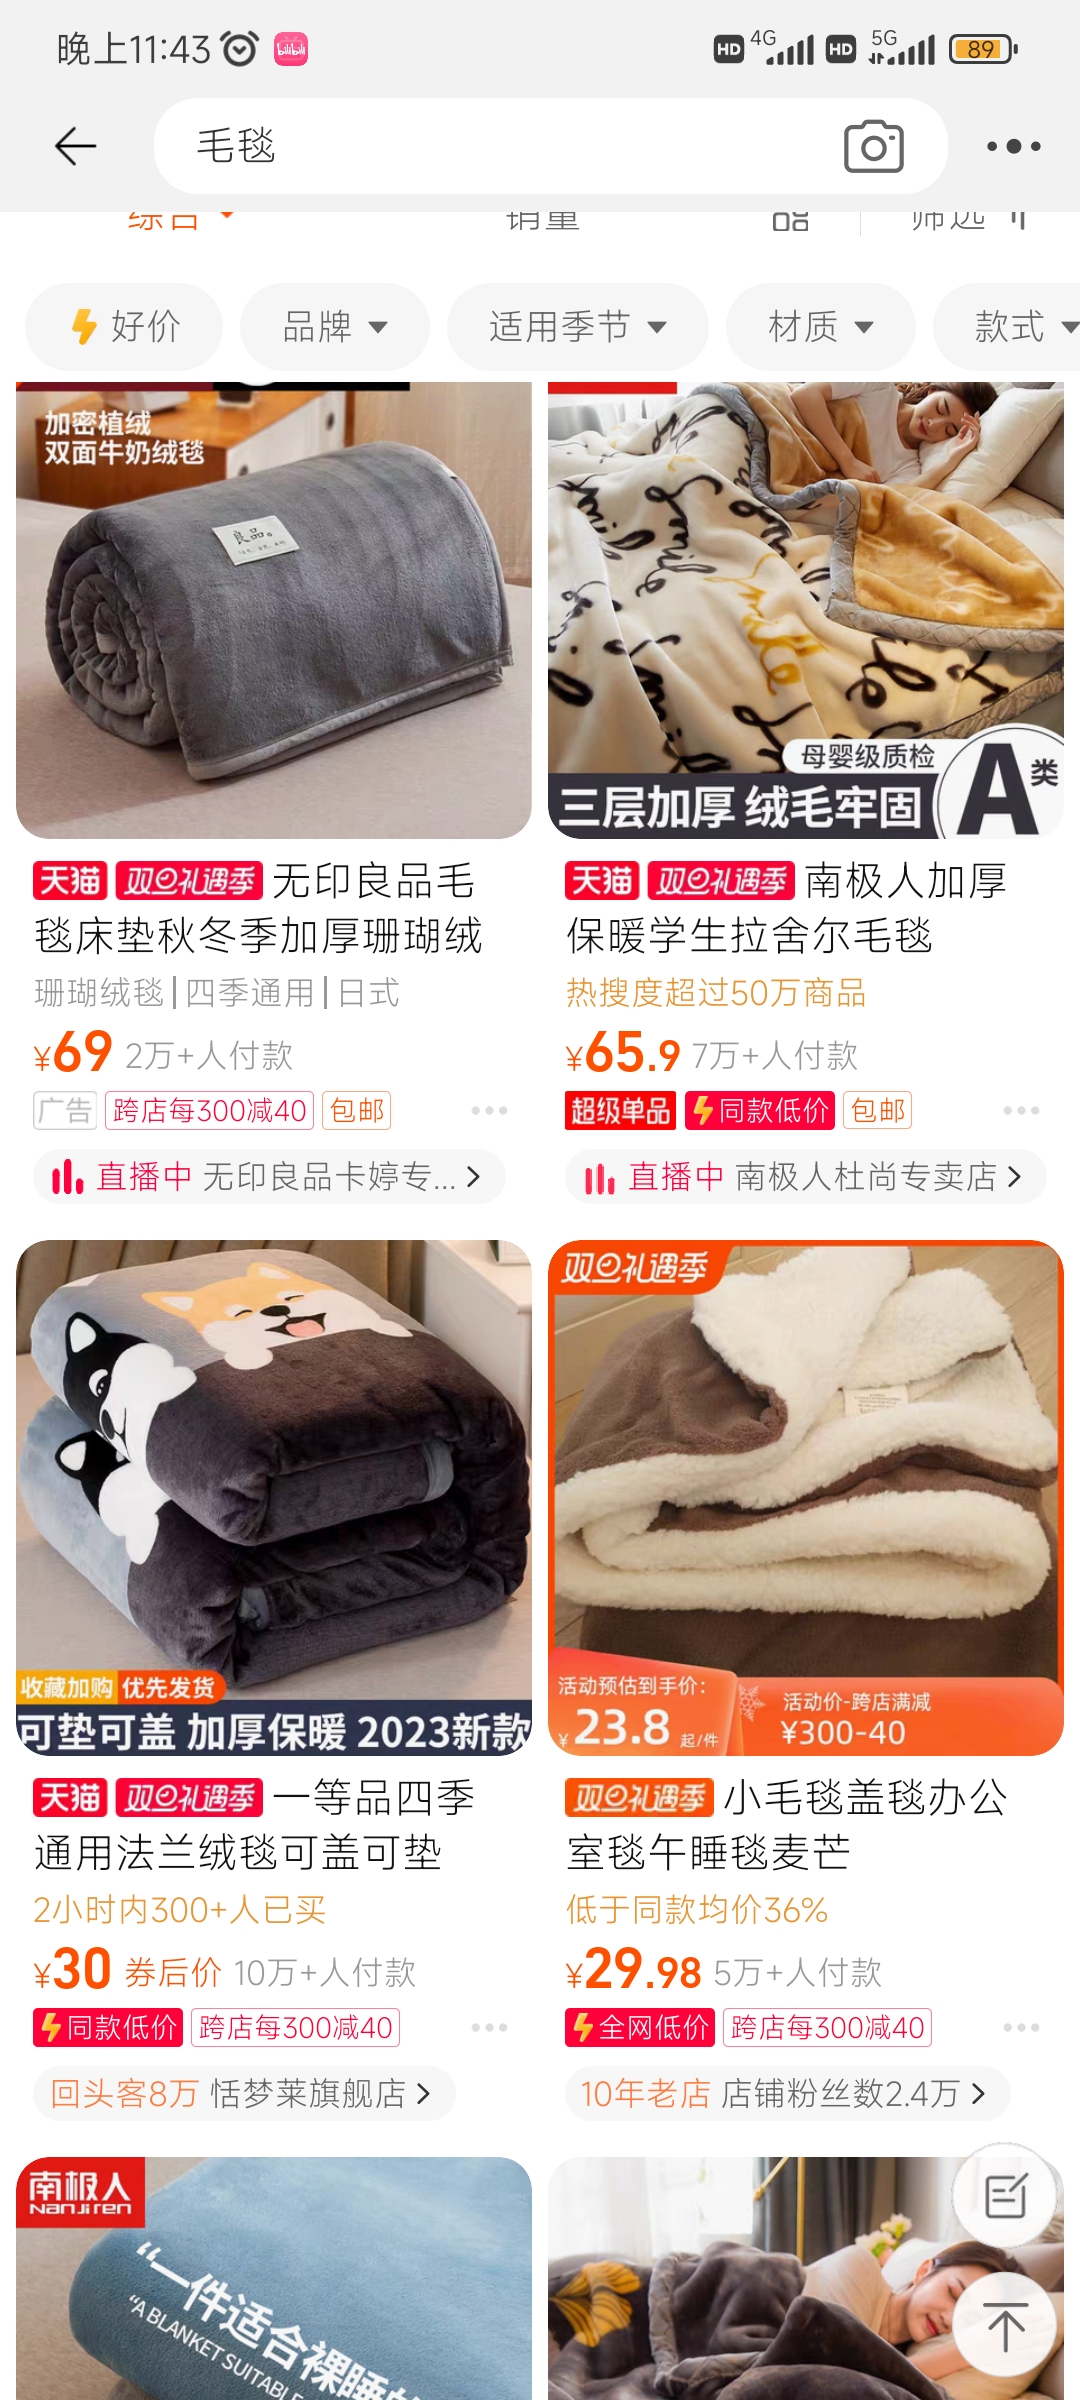 晚上11:43
bilibili
HD 4G HD 5G 89
毛毯
综合 销量 筛选
好价 品牌 适用季节 材质 款式
加密植绒
双面牛奶绒毯
良品。
母婴级质检
三层加厚 绒毛牢固
A类
天猫 双旦礼遇季 无印良品毛
毯床垫秋冬季加厚珊瑚绒
珊瑚绒毯|四季通用|日式
¥69 2万+人付款
广告 跨店每300减40 包邮
直播中 无印良品卡婷专...
天猫 双旦礼遇季 南极人加厚
保暖学生拉舍尔毛毯
热搜度超过50万商品
¥65.9 7万+人付款
超级单品 同款低价 包邮
直播中 南极人杜尚专卖店
收藏加购 优先发货
可垫可盖 加厚保暖 2023新款
天猫 双旦礼遇季 一等品四季
通用法兰绒毯可盖可垫
2小时内300+人已买
¥30 券后价 10万+人付款
同款低价 跨店每300减40
回头客8万 恬梦莱旗舰店
双旦礼遇季
活动预估到手价：
¥23.8 起/件
活动价-跨店满减
¥300-40
双旦礼遇季 小毛毯盖毯办公
室毯午睡毯麦芒
低于同款均价36%
¥29.98 5万+人付款
全网低价 跨店每300减40
10年老店 店铺粉丝数2.4万
南极人
Nanjiren
“一件适合裸睡的
“A BLANKET SUITABLE